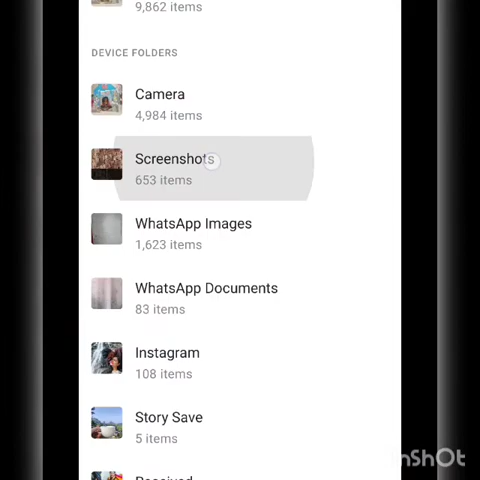 9,862 items
DEVICE FOLDERS
Camera
4,984 items
Screenshots
653 items
WhatsApp Images
1,623 items
WhatsApp Documents
83 items
Instagram
108 items
Story Save
5 items
Received